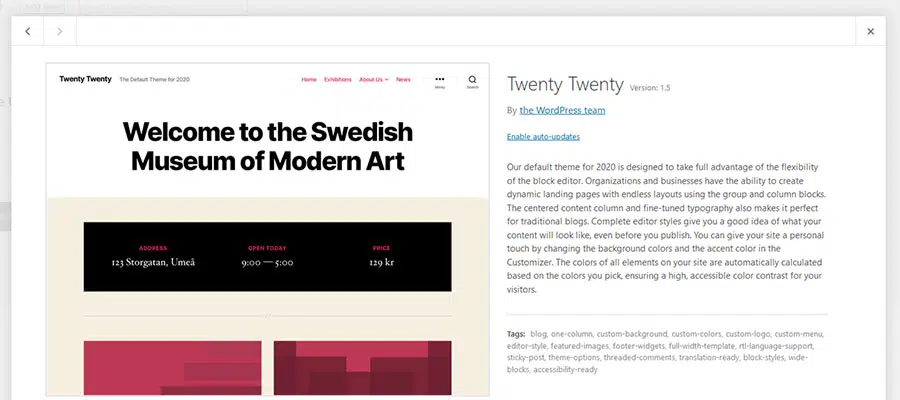 Twenty Twenty The Default Theme for 2020
Home Exhibitions About Us News
Menu Search
Welcome to the Swedish
Museum of Modern Art
ADDRESS OPEN TODAY PRICE
123 Storgatan, Umeå 9:00 — 5:00 129 kr
Twenty Twenty Version: 1.5
By the WordPress team
Enable auto-updates
Our default theme for 2020 is designed to take full advantage of the flexibility
of the block editor. Organizations and businesses have the ability to create
dynamic landing pages with endless layouts using the group and column blocks.
The centered content column and fine-tuned typography also makes it perfect
for traditional blogs. Complete editor styles give you a good idea of what your
content will look like, even before you publish. You can give your site a personal
touch by changing the background colors and the accent color in the
Customizer. The colors of all elements on your site are automatically calculated
based on the colors you pick, ensuring a high, accessible color contrast for your
visitors.
Tags: blog, one-column, custom-background, custom-colors, custom-logo, custom-menu,
editor-style, featured-images, footer-widgets, full-width-template, rtl-language-support,
sticky-post, theme-options, threaded-comments, translation-ready, block-styles, wide-
blocks, accessibility-ready